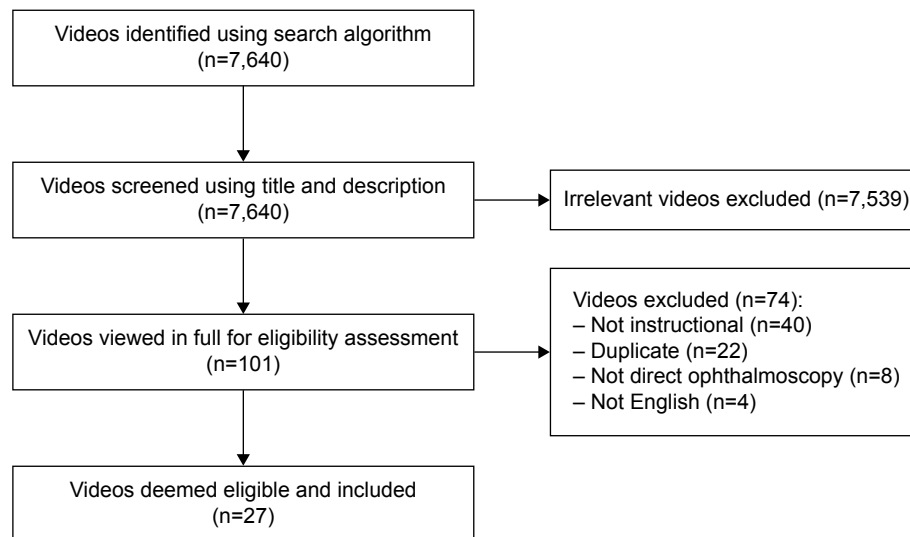 Videos identified using search algorithm
(n=7,640)
Videos screened using title and description
(n=7,640)
Irrelevant videos excluded (n=7,539)
Videos viewed in full for eligibility assessment
(n=101)
Videos excluded (n=74):
– Not instructional (n=40)
– Duplicate (n=22)
– Not direct ophthalmoscopy (n=8)
– Not English (n=4)
Videos deemed eligible and included
(n=27)